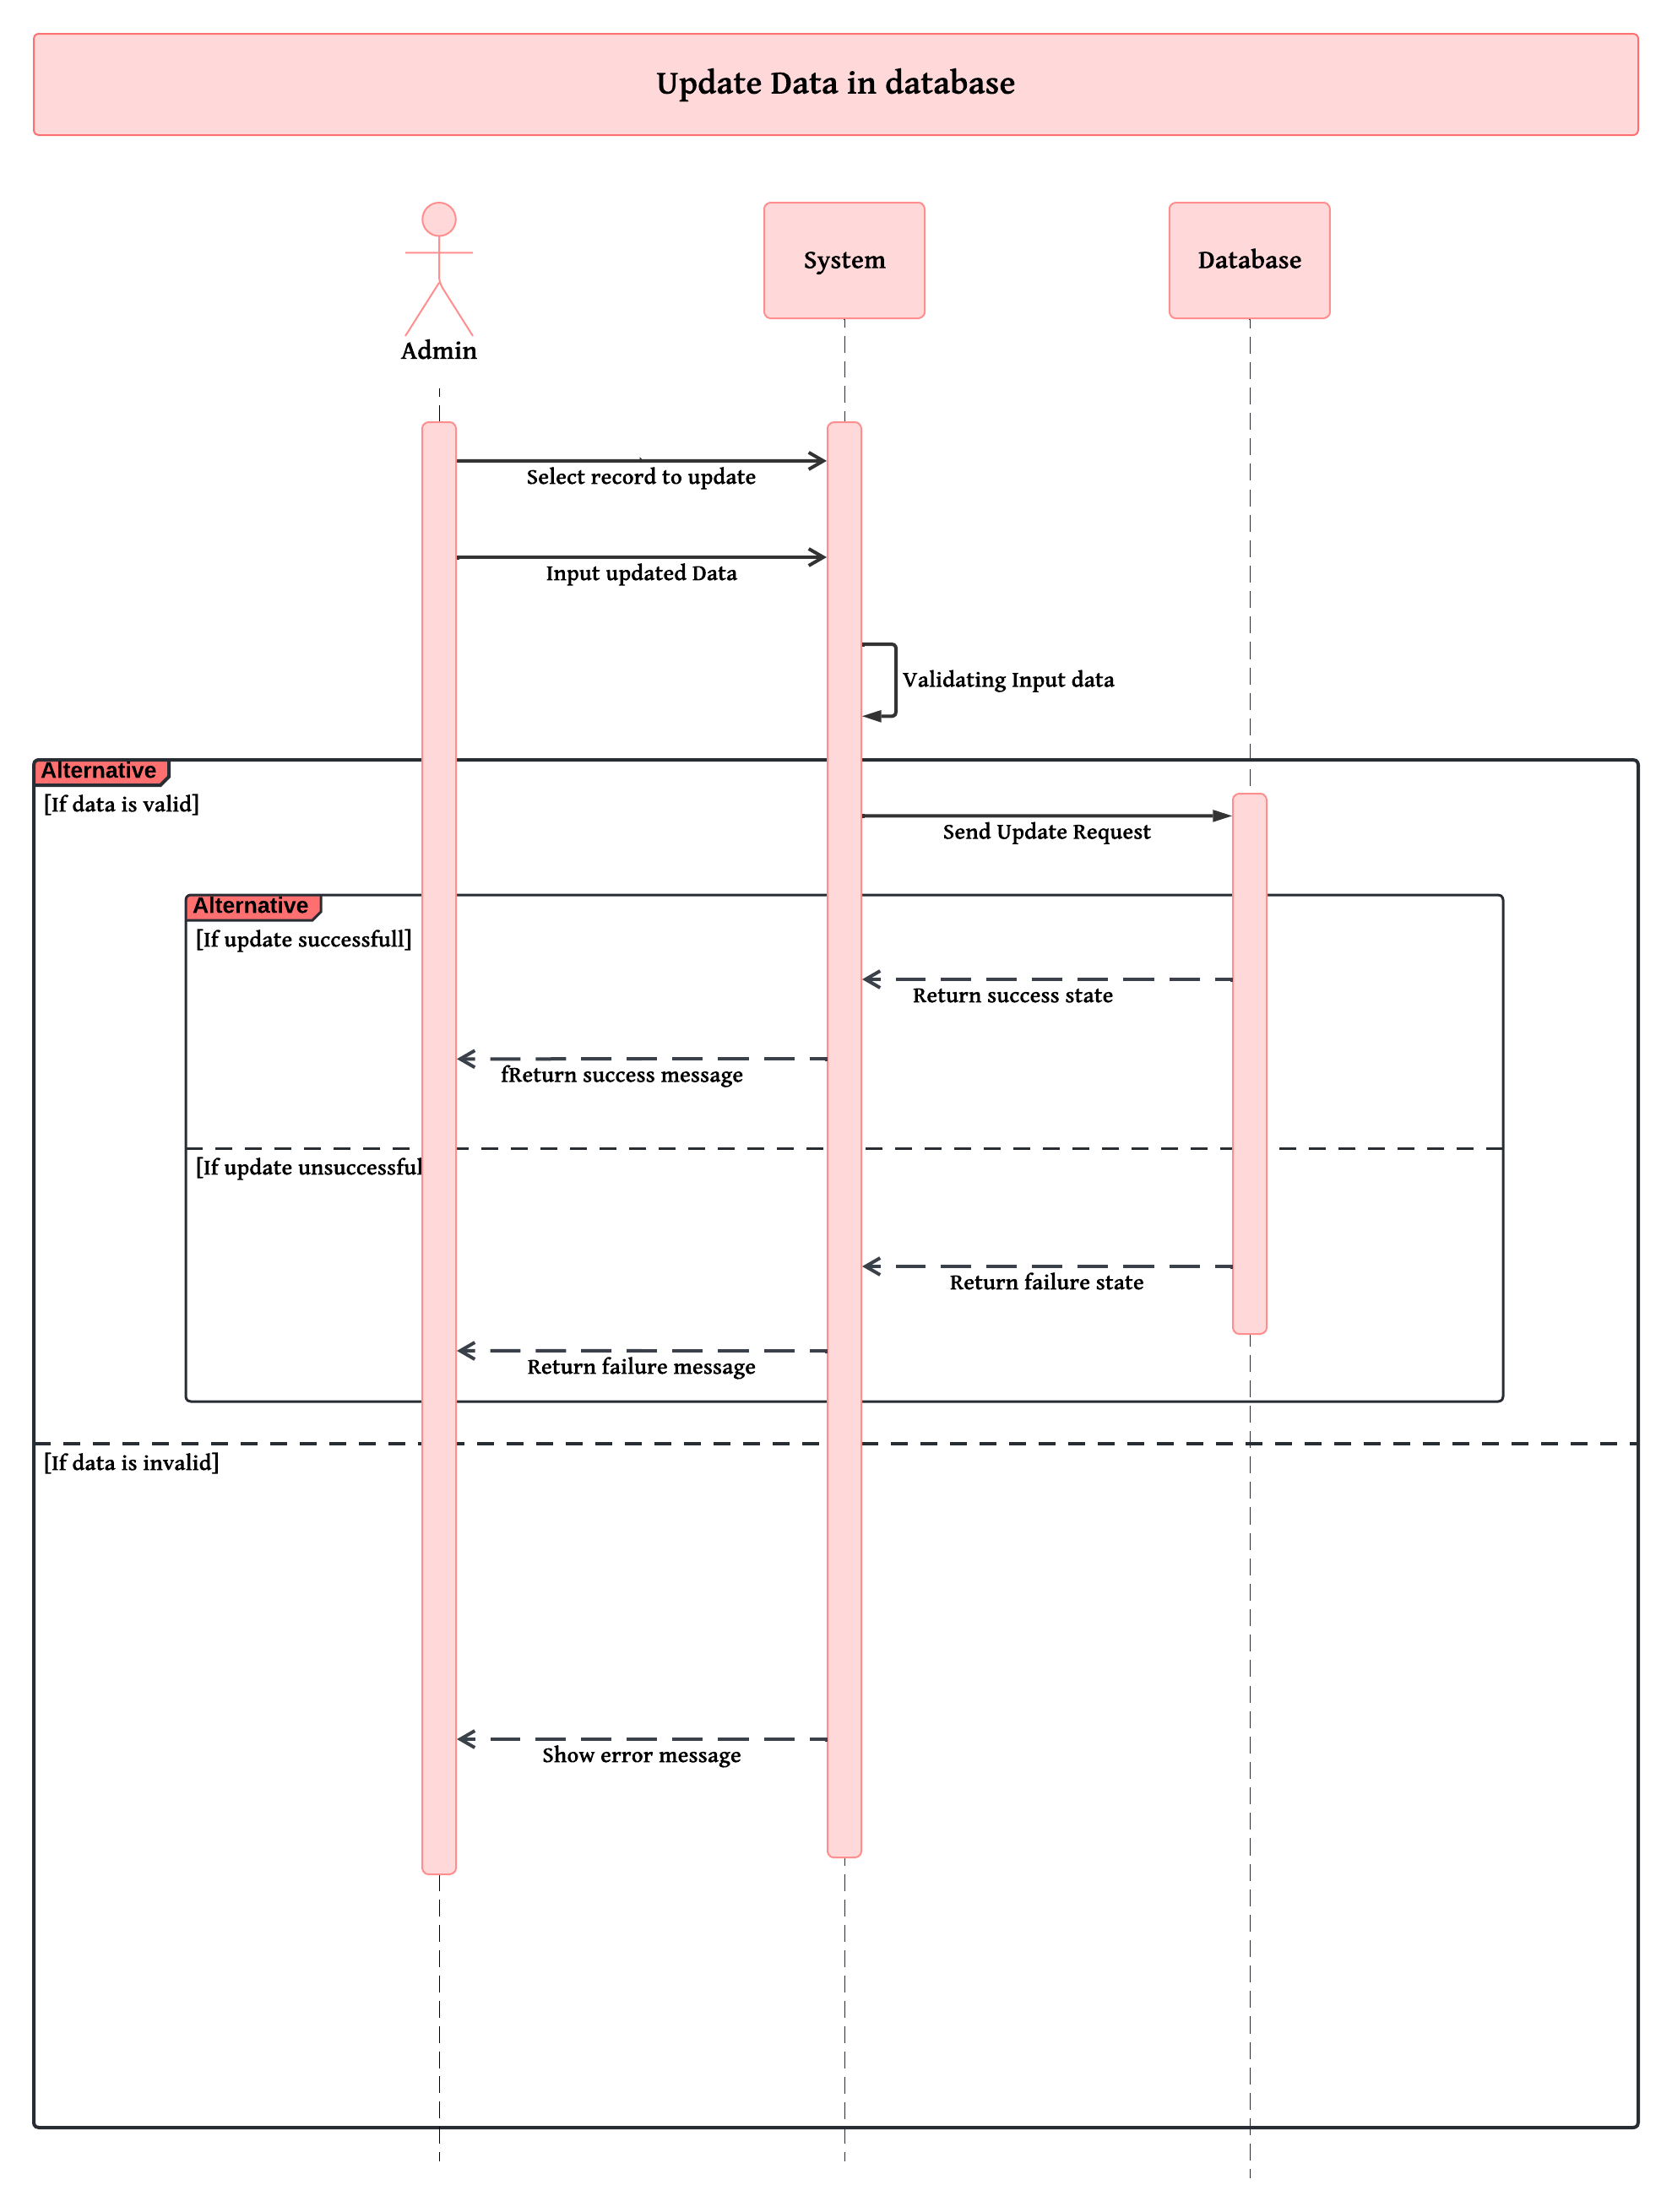 Update Data in database
Admin
System
Database
Select record to update
Input updated Data
Validating Input data
Alternative
[If data is valid]
Send Update Request
Alternative
[If update successfull]
Return success state
fReturn success message
[If update unsuccessful
Return failure state
Return failure message
[If data is invalid]
Show error message